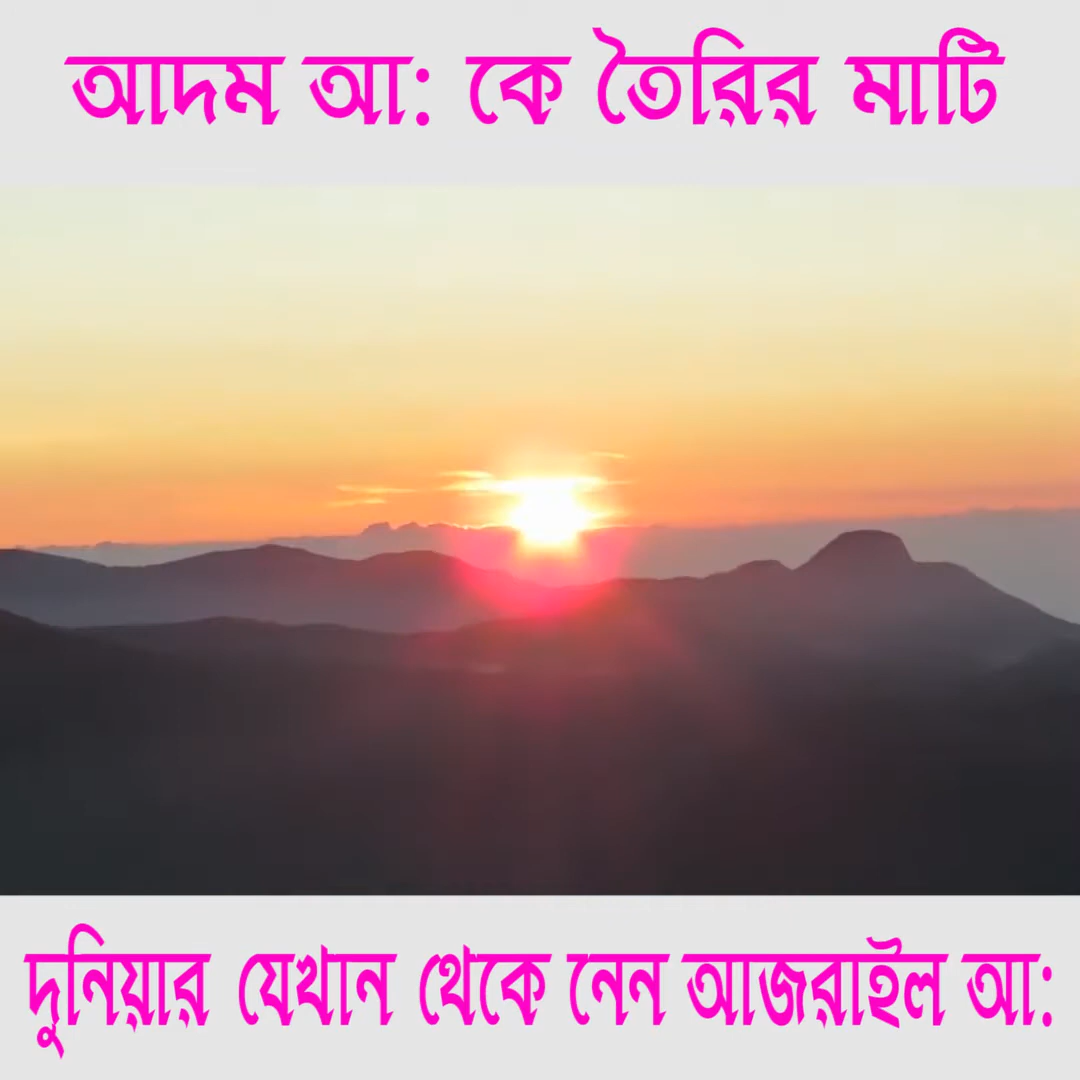 আদম আ: কে তৈরির মাটি
দুনিয়ার যেখান থেকে নেন আজরাইল আ: